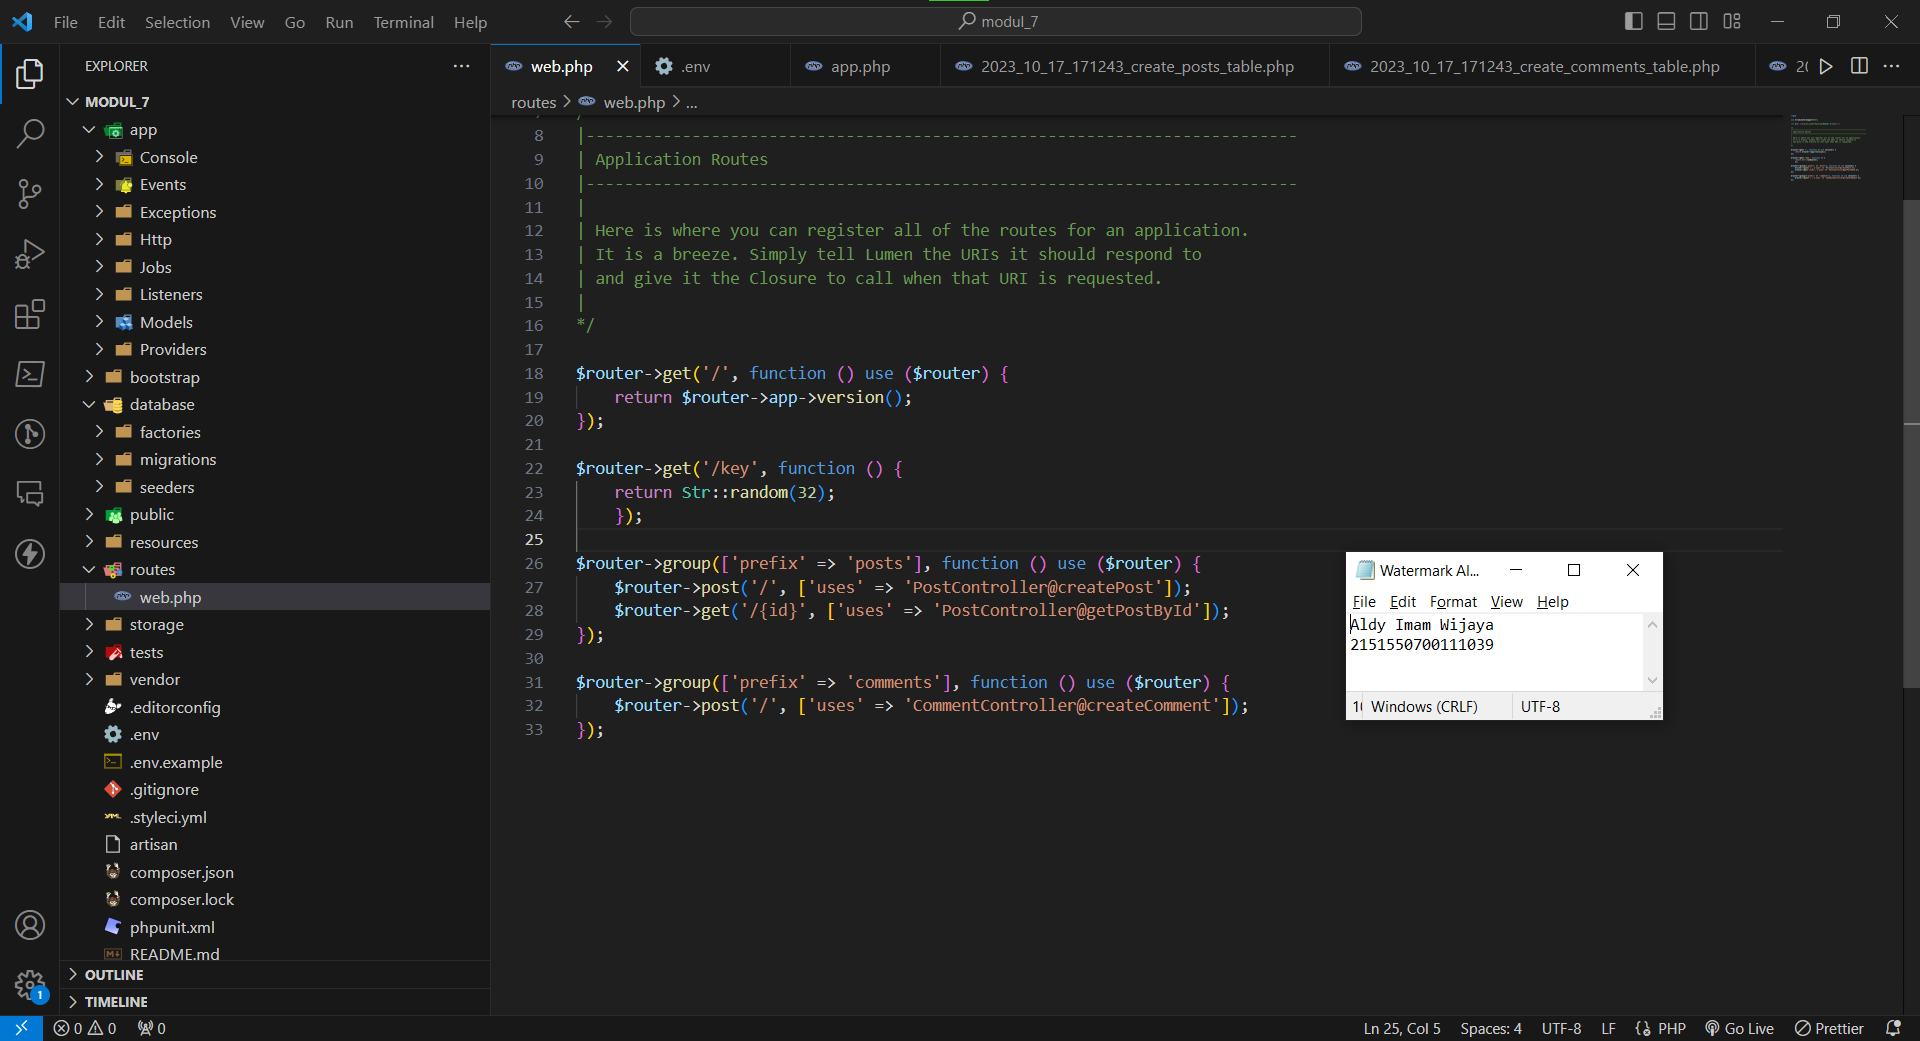 File Edit Selection View Go Run Terminal Help
modul_7
EXPLORER
MODUL_7
app
Console
Events
Exceptions
Http
Jobs
Listeners
Models
Providers
bootstrap
database
factories
migrations
seeders
public
resources
routes
web.php
storage
tests
vendor
.editorconfig
.env
.env.example
.gitignore
.styleci.yml
artisan
composer.json
composer.lock
phpunit.xml
README.md
OUTLINE
TIMELINE
web.php .env app.php 2023_10_17_171243_create_posts_table.php 2023_10_17_171243_create_comments_table.php
routes > web.php > ...
8 |--------------------------------------------------------------------------
9 | Application Routes
10 |--------------------------------------------------------------------------
11 |
12 | Here is where you can register all of the routes for an application.
13 | It is a breeze. Simply tell Lumen the URIs it should respond to
14 | and give it the Closure to call when that URI is requested.
15 |
16 */
17
18 $router->get('/', function () use ($router) {
19 return $router->app->version();
20 });
21
22 $router->get('/key', function () {
23 return Str::random(32);
24 });
25
26 $router->group(['prefix' => 'posts'], function () use ($router) {
27 $router->post('/', ['uses' => 'PostController@createPost']);
28 $router->get('/{id}', ['uses' => 'PostController@getPostById']);
29 });
30
31 $router->group(['prefix' => 'comments'], function () use ($router) {
32 $router->post('/', ['uses' => 'CommentController@createComment']);
33 });
Watermark Al...
File Edit Format View Help
Aldy Imam Wijaya
2151550700111039
Windows (CRLF) UTF-8
1
0 0 0
Ln 25, Col 5 Spaces: 4 UTF-8 LF PHP Go Live Prettier